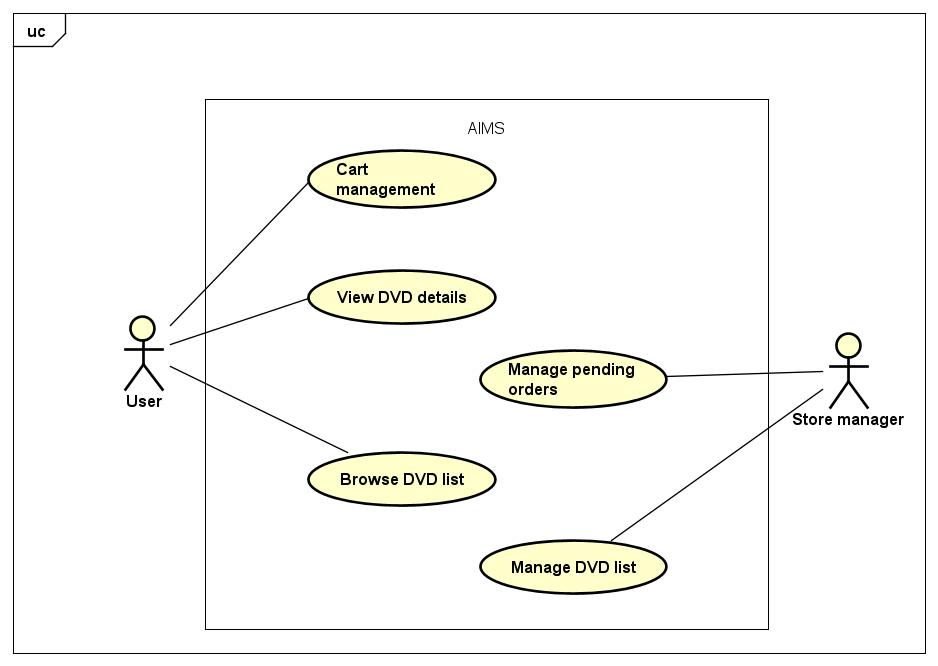 uc
AIMS
Cart
management
View DVD details
Manage pending
orders
User
Store manager
Browse DVD list
Manage DVD list